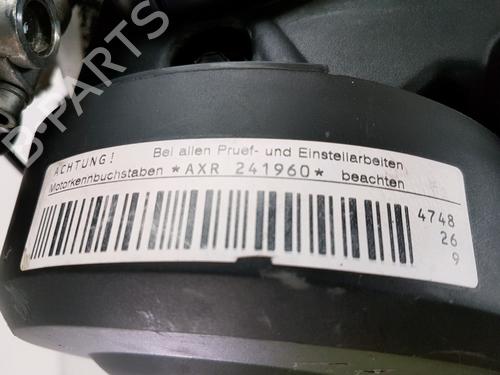 ACHTUNG!
Bei allen Pruef- und Einstellarbeiten
Motorkennbuchstaben *AXR 241960* beachten
4748
26
9
B-PARTS